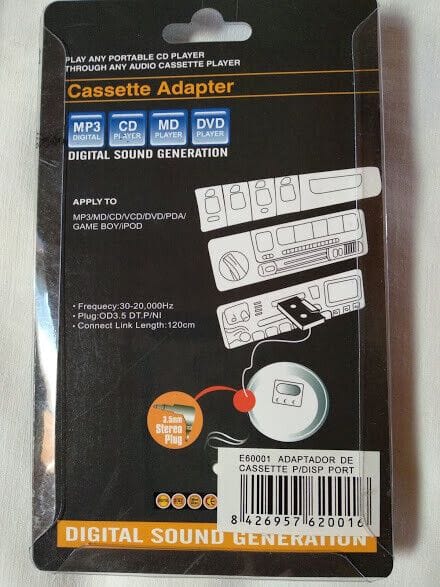 PLAY ANY PORTABLE CD PLAYER
THROUGH ANY AUDIO CASSETTE PLAYER
Cassette Adapter
MP3 DIGITAL
CD PLAYER
MD PLAYER
DVD PLAYER
DIGITAL SOUND GENERATION
APPLY TO
MP3/MD/CD/VCD/DVD/PDA/
GAME BOY/iPOD
• Frequecy:30-20,000Hz
• Plug:OD3.5 DT.P/NI
• Connect Link Length:120cm
3.5mm
Stereo
Plug
E60001 ADAPTADOR DE
CASSETTE P/DISP PORT
8 426957 620016
DIGITAL SOUND GENERATION